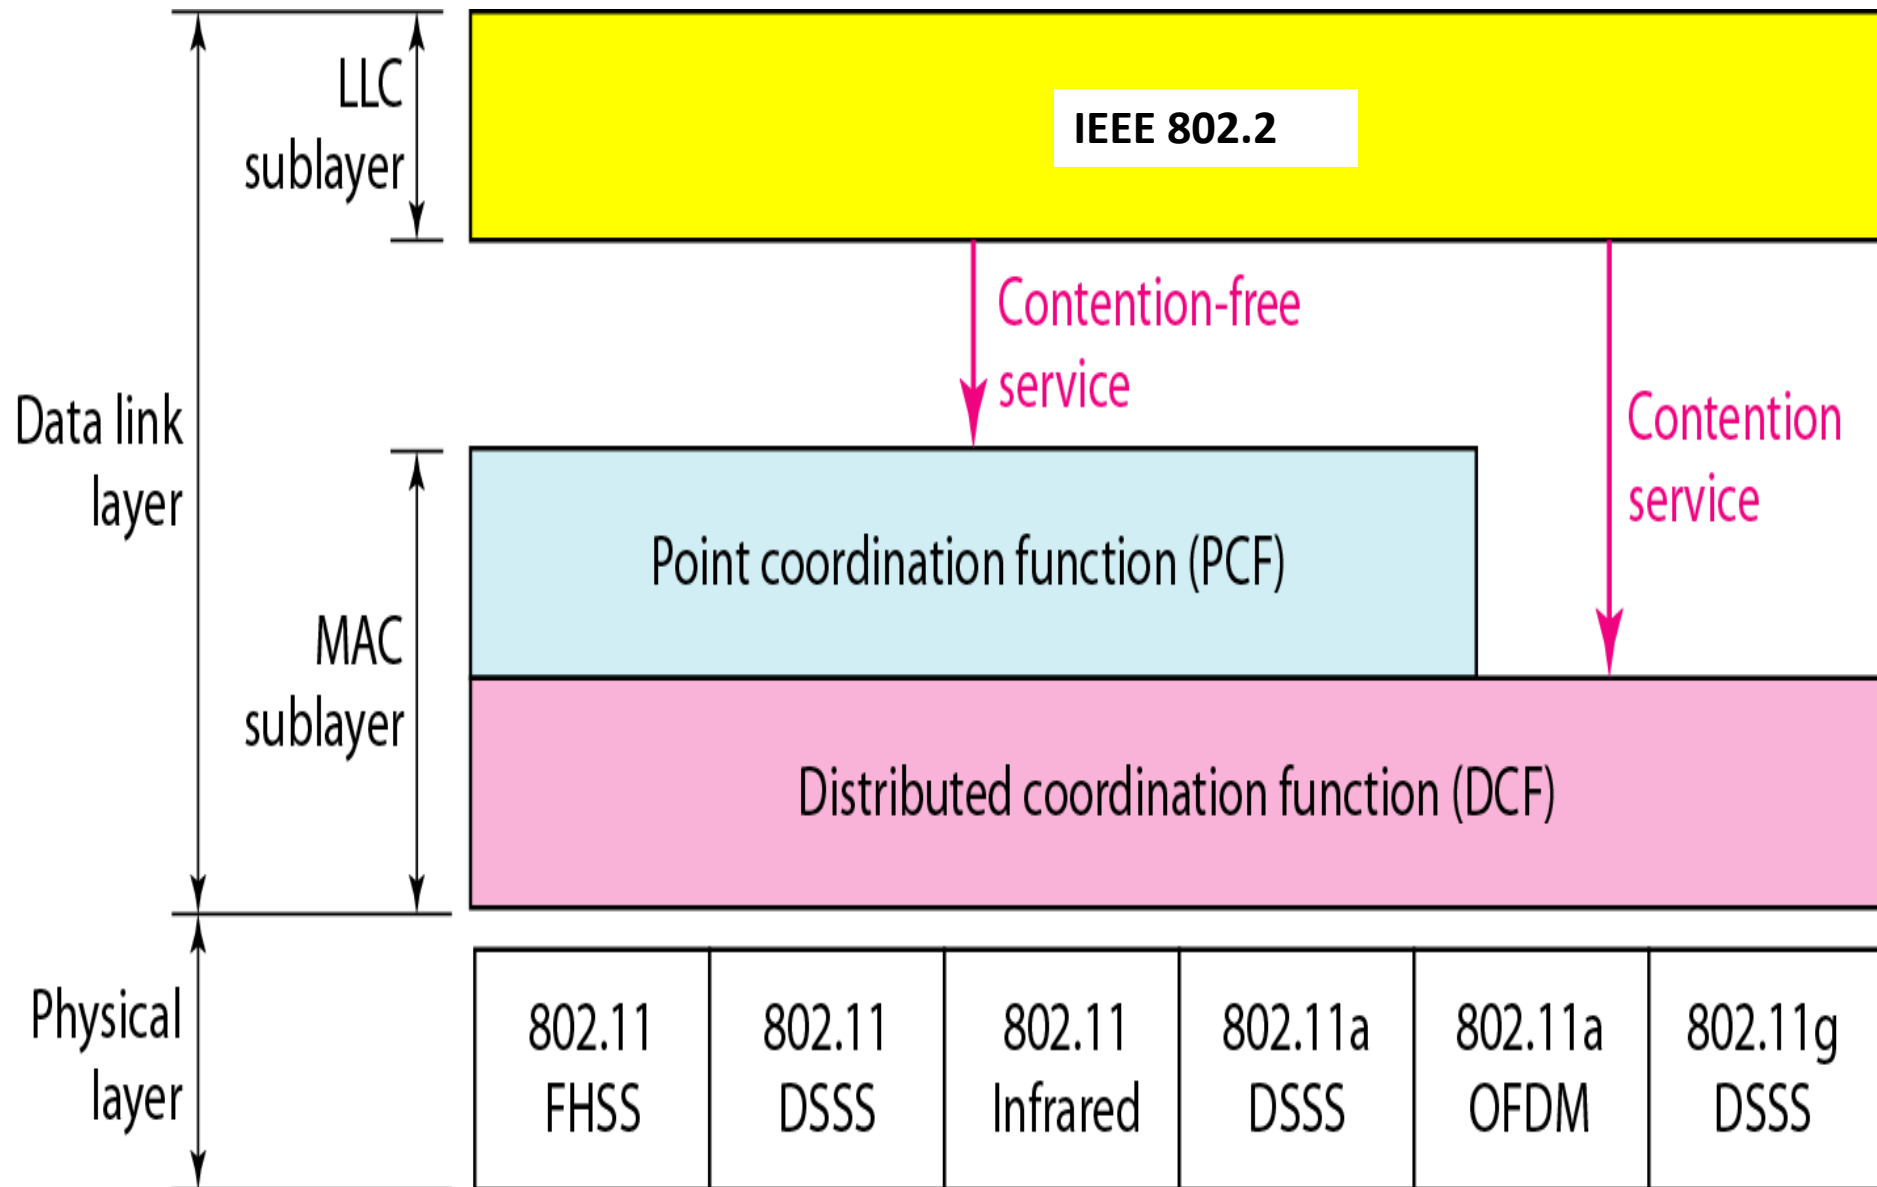 LLC
sublayer
IEEE 802.2
Contention-free
service
Contention
service
Data link
layer
Point coordination function (PCF)
MAC
sublayer
Distributed coordination function (DCF)
Physical
layer
802.11
FHSS
802.11
DSSS
802.11
Infrared
802.11a
DSSS
802.11a
OFDM
802.11g
DSSS